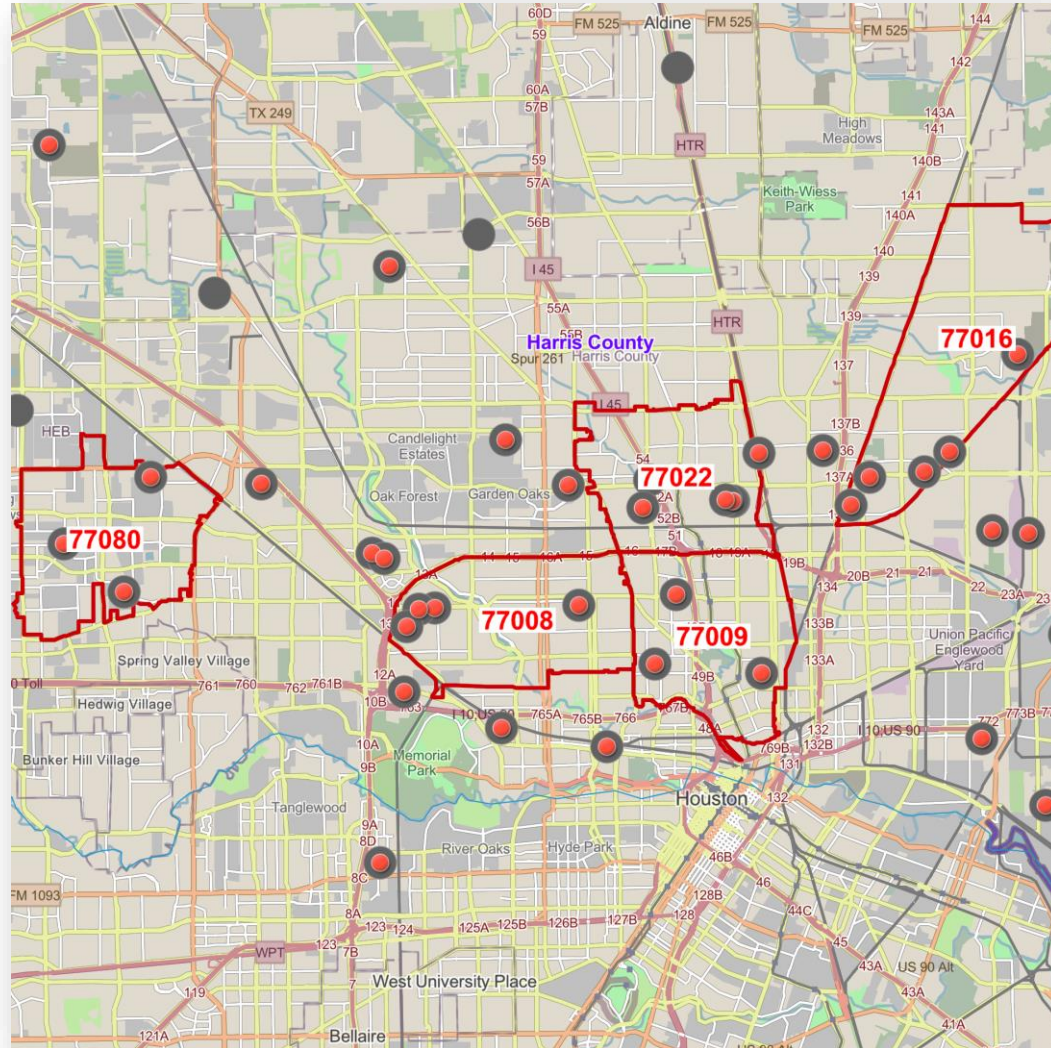 60D
59
FM 525
Aldine
FM 525
144
FM 525
142
60A
57B
TX 249
143A
141
High
Meadows
HTR
140B
59
57A
Keith-Wiess
Park
141
140A
56B
140
I 45
139
55A
HTR
139
Harris County
Harris County
Spur 261
77016
137
I 45
HEB
137B
Candlelight
Estates
54
77022
137A
Oak Forest
Garden Oaks
52B
51
77080
14
15
16A
15
16
17B
18
19B
20B
21
21
22
23A
134
133B
77008
77009
Union Pacific
Englewood
Yard
Spring Valley Village
133A
761
760
762
761B
12A
49B
Hedwig Village
10B
I 10;US 90
765A
765B
766
767B
48A
132
132B
I 10;US 90
772
773B
769B
131
10A
9B
Bunker Hill Village
Memorial
Park
Tanglewood
Houston
132
9A
8D
River Oaks
Hyde Park
8C
46B
FM 1093
128B
46
8A
123
124
125A
125B
126B
127B
128
44C
WPT
123
7B
45
43A
US 90 Alt
119
7
West University Place
43A
121A
Bellaire
41A
US 90 Alt